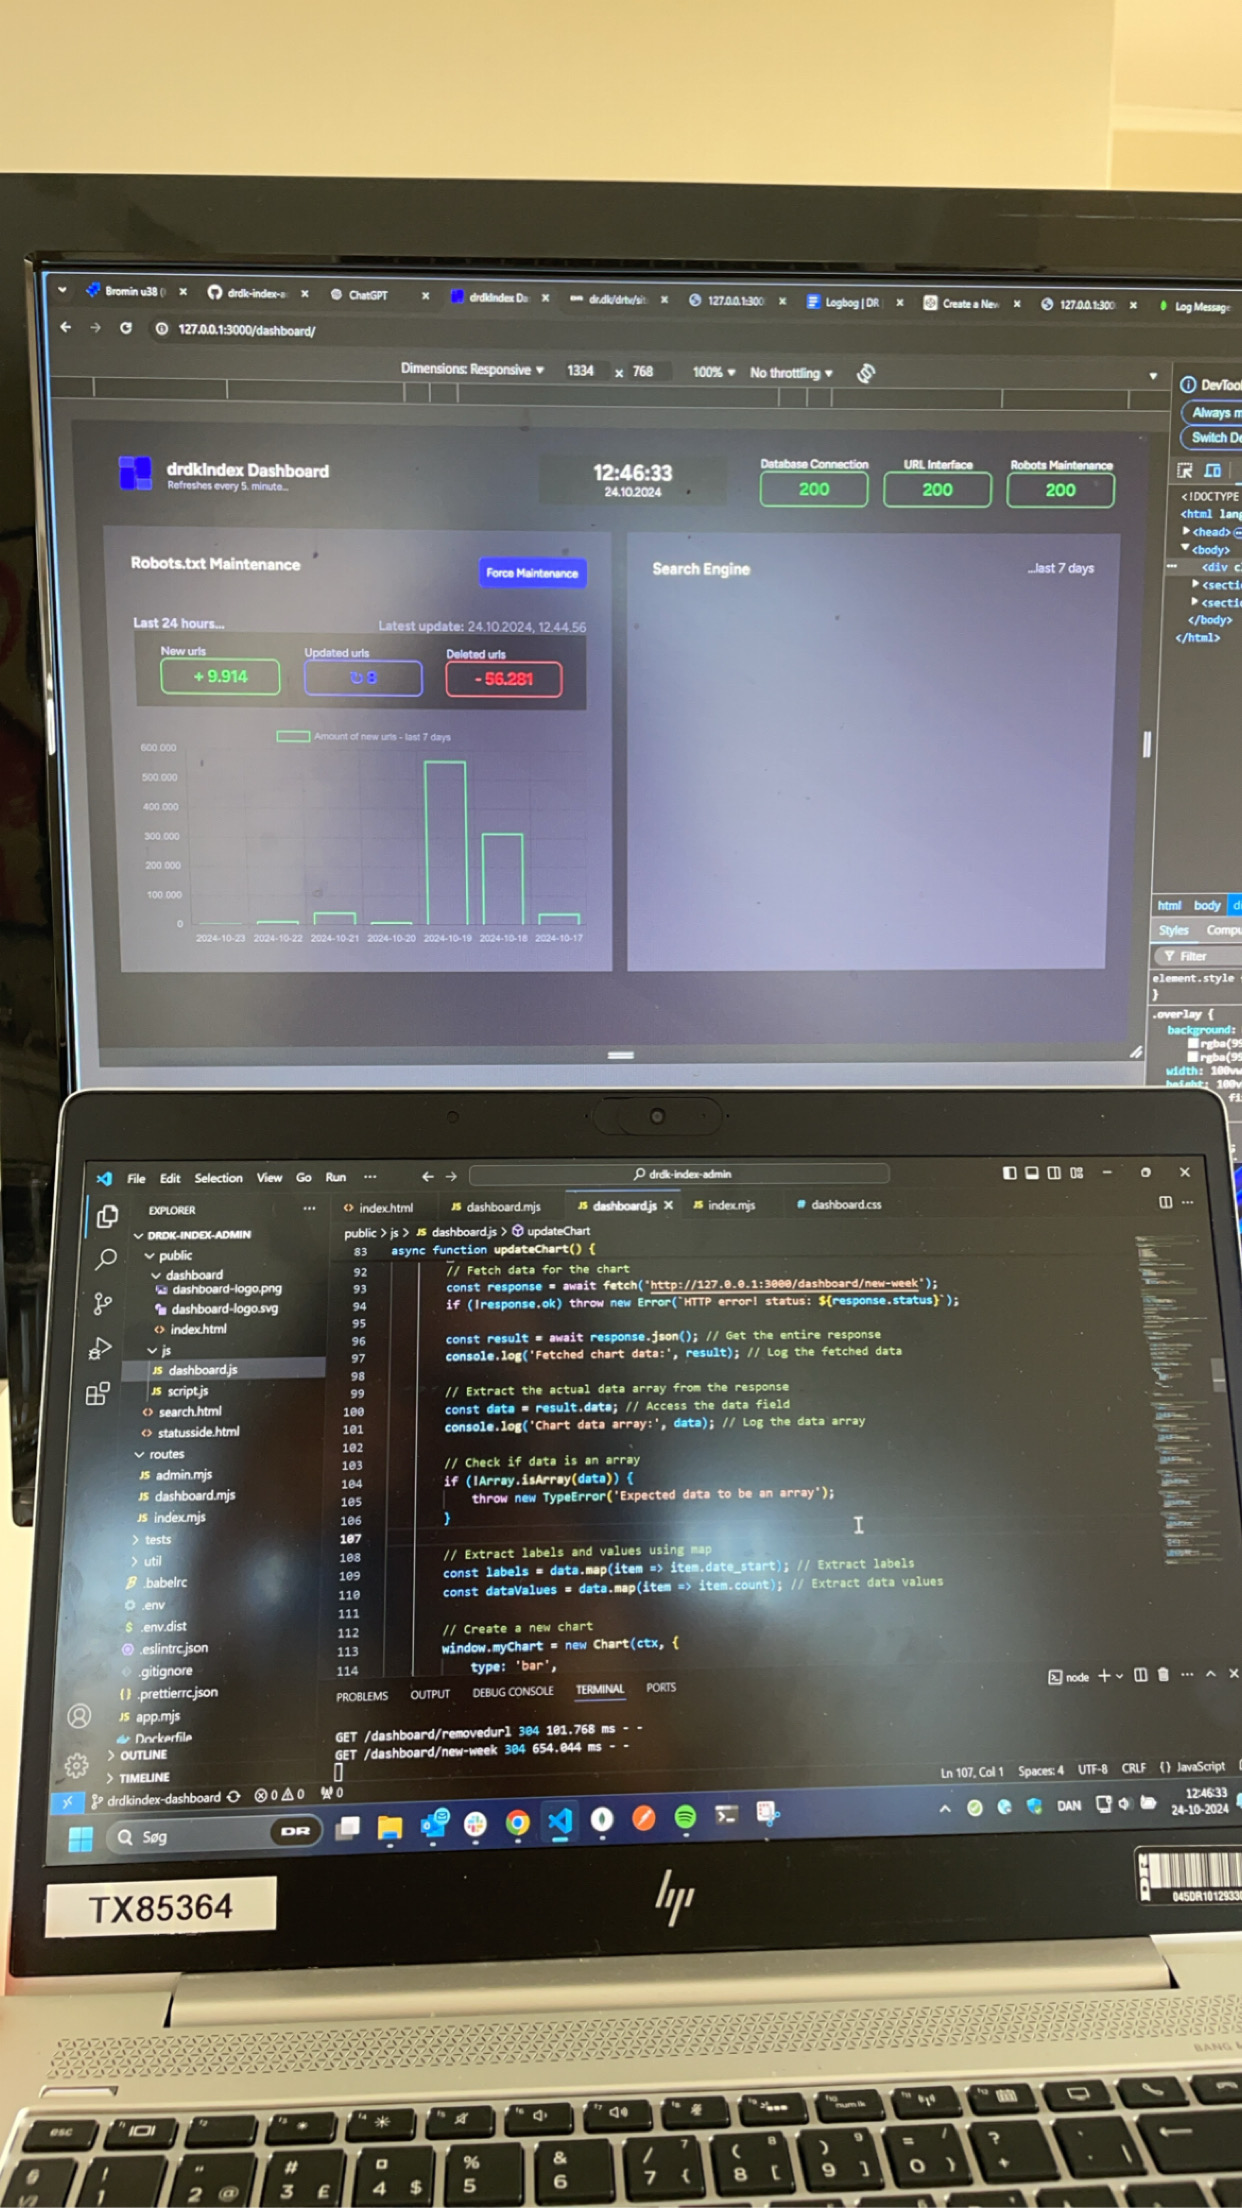 Bromin u38 (
drdk-index-a
ChatGPT
drdkIndex Da
dr.dk/drtv/sit
127.0.0.1:300
Logbog | DR
Create a New
127.0.0.1:300
Log Message
127.0.0.1:3000/dashboard/
Dimensions: Responsive
1334 x 768
100%
No throttling
DevTool
Always m
Switch De
drdkIndex Dashboard
Refreshes every 5. minute...
12:46:33
24.10.2024
Database Connection
200
URL Interface
200
Robots Maintenance
200
<!DOCTYPE
<html lang
<head>
<body>
<div c
<secti
<secti
</body>
</html>
Robots.txt Maintenance
Force Maintenance
Search Engine
...last 7 days
Last 24 hours...
Latest update: 24.10.2024, 12.44.56
New urls
+ 9.914
Updated urls
↻ 8
Deleted urls
- 56.281
Amount of new urls - last 7 days
600.000
500.000
400.000
300.000
200.000
100.000
0
2024-10-23 2024-10-22 2024-10-21 2024-10-20 2024-10-19 2024-10-18 2024-10-17
html body d
Styles Compu
Filter
element.style
}
.overlay {
background:
rgba(99
rgba(99
width: 100vw
height: 100v
fi
File Edit Selection View Go Run ...
drdk-index-admin
EXPLORER ...
index.html
dashboard.mjs
dashboard.js
index.mjs
dashboard.css
public > js > JS dashboard.js > updateChart
DRDK-INDEX-ADMIN
public
dashboard
dashboard-logo.png
dashboard-logo.svg
index.html
js
dashboard.js
script.js
search.html
statusside.html
routes
admin.mjs
dashboard.mjs
index.mjs
tests
util
.babelrc
.env
.env.dist
.eslintrc.json
.gitignore
.prettierrc.json
app.mjs
Dockerfile
OUTLINE
TIMELINE
83 async function updateChart() {
92 // Fetch data for the chart
93 const response = await fetch('http://127.0.0.1:3000/dashboard/new-week');
94 if (!response.ok) throw new Error(`HTTP error! status: ${response.status}`);
95
96 const result = await response.json(); // Get the entire response
97 console.log('Fetched chart data:', result); // Log the fetched data
98
99 // Extract the actual data array from the response
100 const data = result.data; // Access the data field
101 console.log('Chart data array:', data); // Log the data array
102
103 // Check if data is an array
104 if (!Array.isArray(data)) {
105 throw new TypeError('Expected data to be an array');
106 }
107
108 // Extract labels and values using map
109 const labels = data.map(item => item.date_start); // Extract labels
110 const dataValues = data.map(item => item.count); // Extract data values
111
112 // Create a new chart
113 window.myChart = new Chart(ctx, {
114 type: 'bar',
PROBLEMS OUTPUT DEBUG CONSOLE TERMINAL PORTS
node
GET /dashboard/removedurl 304 101.768 ms - -
GET /dashboard/new-week 304 654.044 ms - -
drdkindex-dashboard 0 0 0
Ln 107, Col 1 Spaces: 4 UTF-8 CRLF {} JavaScript
Søg
DR
DAN
12:46:33
24-10-2024
TX85364
hp
045DR1012933
BANG
esc
num lk
! 1
" 2 @
# 3 £
¤ 4 $
% 5
& 6
/ 7 {
( 8 [
) 9 ]
= 0 }
? +